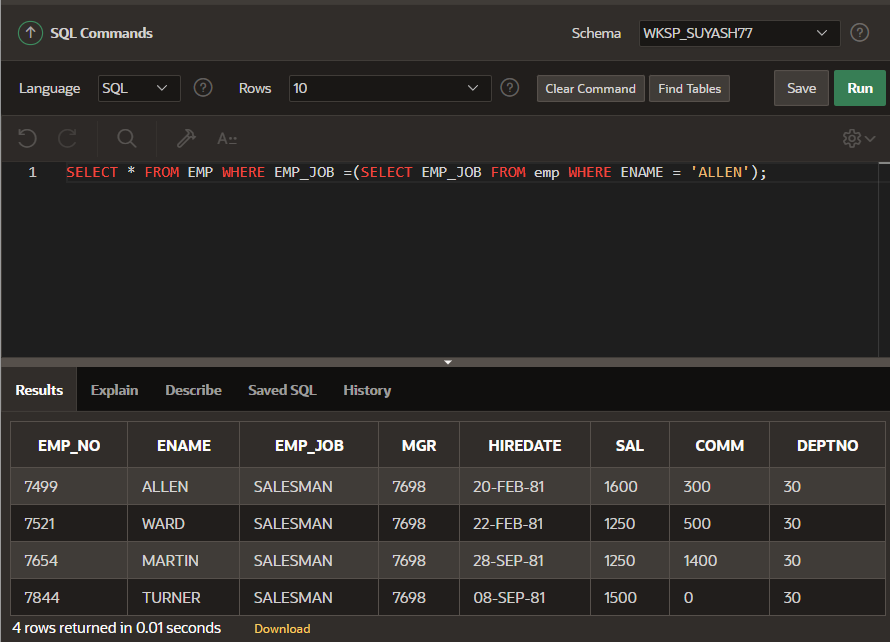 SQL Commands Schema WKSP_SUYASH77 ?
Language SQL ? Rows 10 ? Clear Command Find Tables Save Run
A::
1 SELECT * FROM EMP WHERE EMP_JOB =(SELECT EMP_JOB FROM emp WHERE ENAME = 'ALLEN');
Results Explain Describe Saved SQL History
EMP_NO ENAME EMP_JOB MGR HIREDATE SAL COMM DEPTNO
7499 ALLEN SALESMAN 7698 20-FEB-81 1600 300 30
7521 WARD SALESMAN 7698 22-FEB-81 1250 500 30
7654 MARTIN SALESMAN 7698 28-SEP-81 1250 1400 30
7844 TURNER SALESMAN 7698 08-SEP-81 1500 0 30
4 rows returned in 0.01 seconds Download